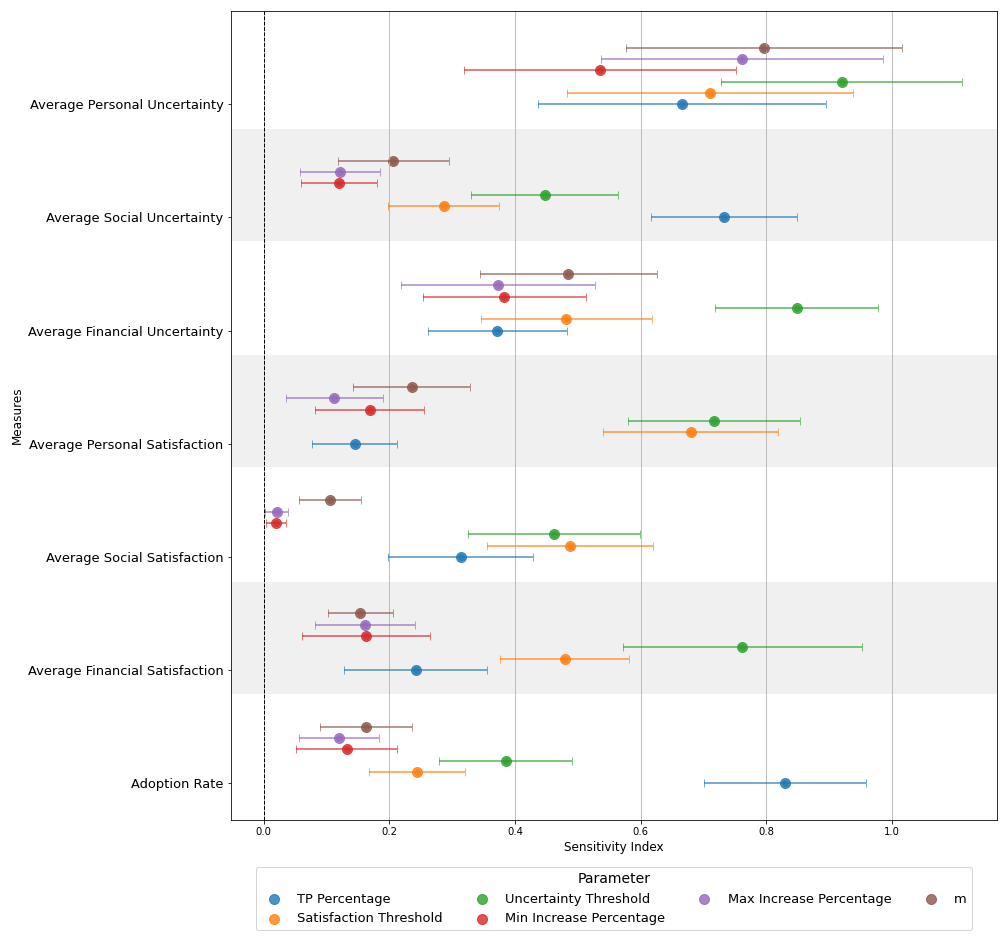 Average Personal Uncertainty
Average Social Uncertainty
Average Financial Uncertainty
Average Personal Satisfaction
Average Social Satisfaction
Average Financial Satisfaction
Adoption Rate
Measures
0.0 0.2 0.4 0.6 0.8 1.0
Sensitivity Index
Parameter
TP Percentage Uncertainty Threshold Max Increase Percentage m
Satisfaction Threshold Min Increase Percentage